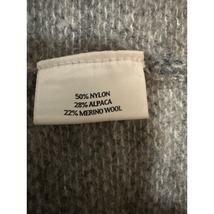 50% NYLON
28% ALPACA
22% MERINO WOOL